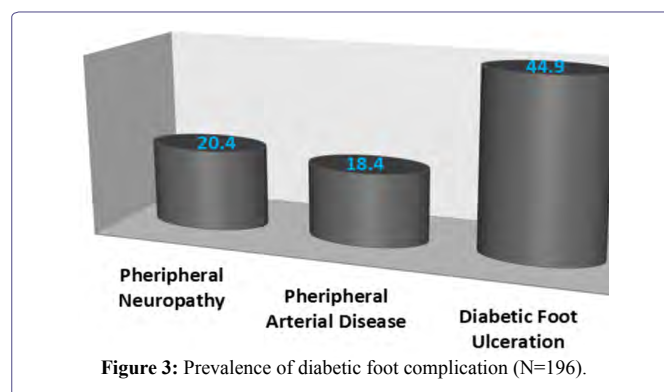 20.4
18.4
44.9
Pheripheral
Neuropathy
Pheripheral
Arterial Disease
Diabetic Foot
Ulceration
Figure 3: Prevalence of diabetic foot complication (N=196).